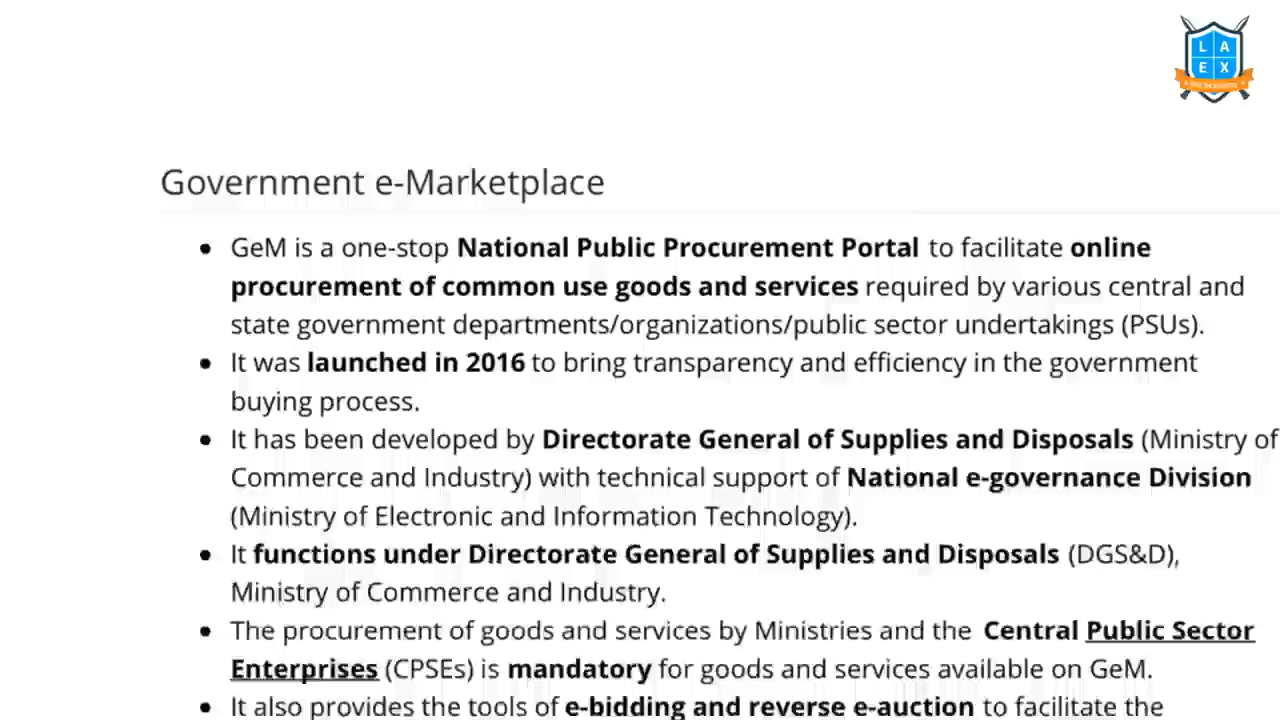 L A
E X
Government e-Marketplace
• GeM is a one-stop National Public Procurement Portal to facilitate online
procurement of common use goods and services required by various central and
state government departments/organizations/public sector undertakings (PSUs).
• It was launched in 2016 to bring transparency and efficiency in the government
buying process.
• It has been developed by Directorate General of Supplies and Disposals (Ministry of
Commerce and Industry) with technical support of National e-governance Division
(Ministry of Electronic and Information Technology).
• It functions under Directorate General of Supplies and Disposals (DGS&D),
Ministry of Commerce and Industry.
• The procurement of goods and services by Ministries and the Central Public Sector
Enterprises (CPSEs) is mandatory for goods and services available on GeM.
• It also provides the tools of e-bidding and reverse e-auction to facilitate the